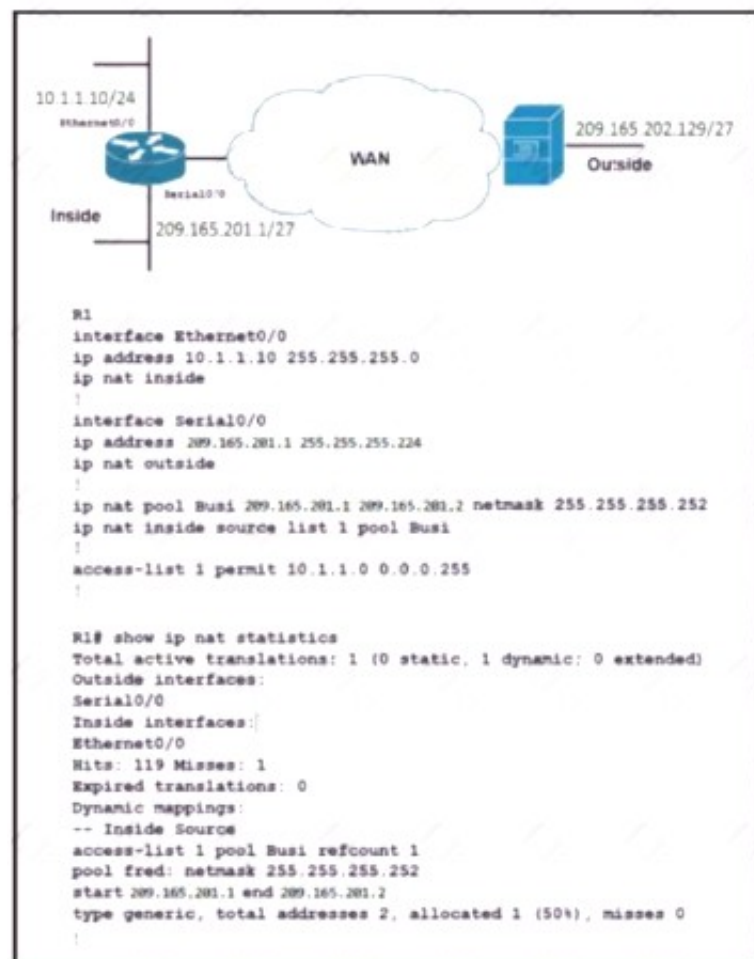 10.1.1.10/24
Ethernet0/0
WAN
209.165.202.129/27
Outside
Serial0/0
Inside
209.165.201.1/27
R1
interface Ethernet0/0
ip address 10.1.1.10 255.255.255.0
ip nat inside
!
interface Serial0/0
ip address 209.165.201.1 255.255.255.224
ip nat outside
!
ip nat pool Busi 209.165.201.1 209.165.201.2 netmask 255.255.255.252
ip nat inside source list 1 pool Busi
!
access-list 1 permit 10.1.1.0 0.0.0.255
!
R1# show ip nat statistics
Total active translations: 1 (0 static, 1 dynamic; 0 extended)
Outside interfaces:
Serial0/0
Inside interfaces:
Ethernet0/0
Hits: 119 Misses: 1
Expired translations: 0
Dynamic mappings:
-- Inside Source
access-list 1 pool Busi refcount 1
pool fred: netmask 255.255.255.252
start 209.165.201.1 end 209.165.201.2
type generic, total addresses 2, allocated 1 (50%), misses 0
!